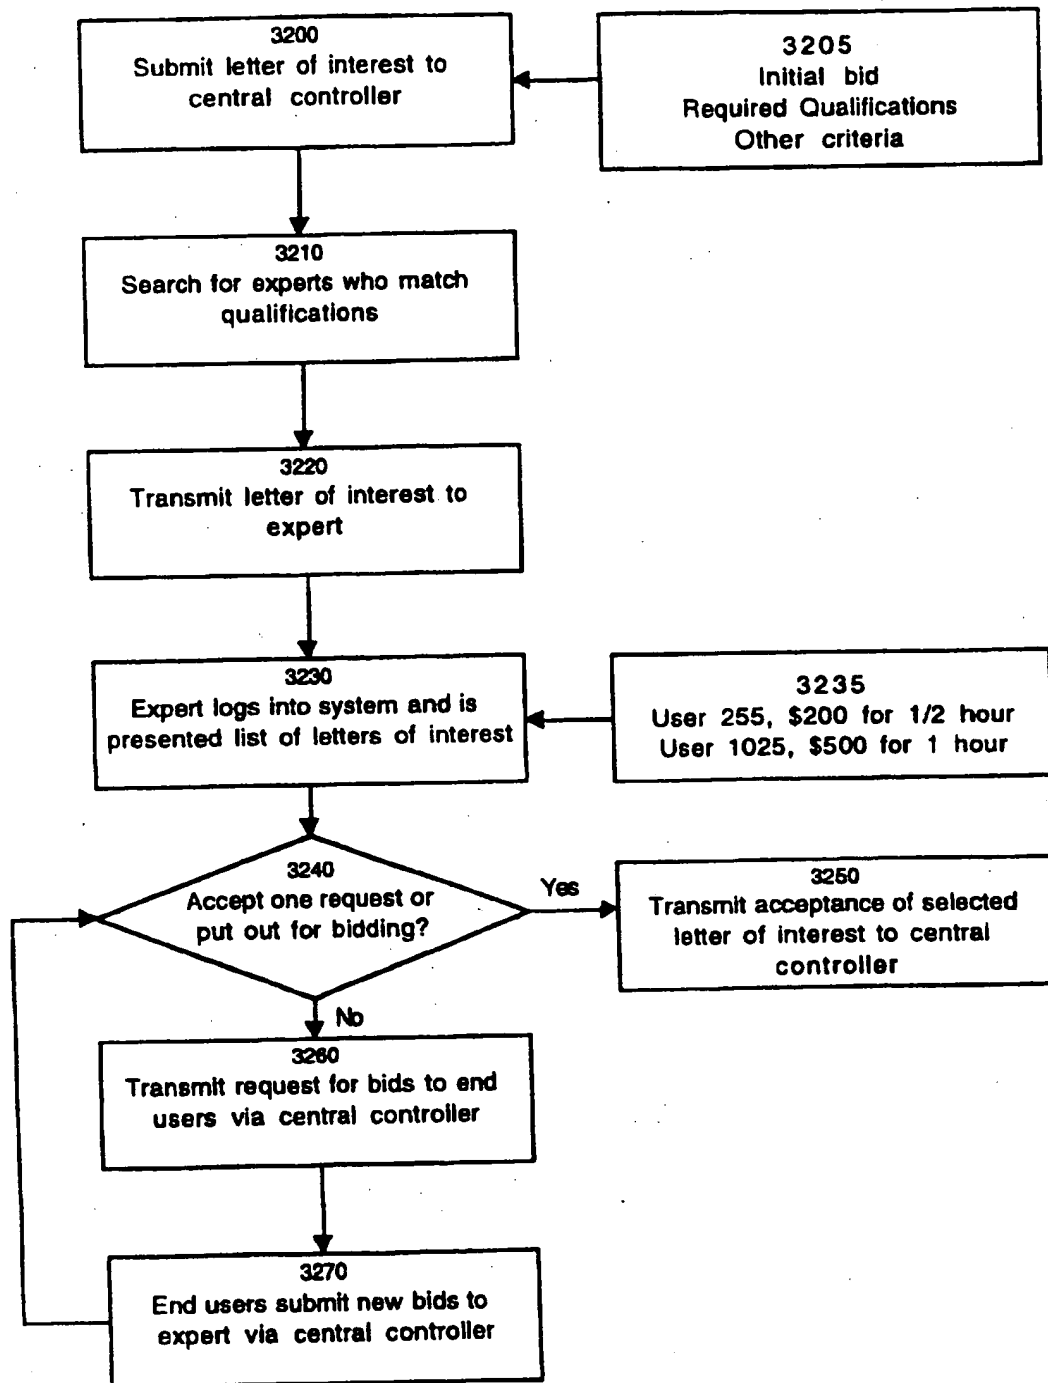 3200
Submit letter of interest to
central controller
3205
Initial bid
Required Qualifications
Other criteria
3210
Search for experts who match
qualifications
3220
Transmit letter of interest to
expert
3230
Expert logs into system and is
presented list of letters of interest
3235
User 255, $200 for 1/2 hour
User 1025, $500 for 1 hour
3240
Accept one request or
put out for bidding?
Yes
3250
Transmit acceptance of selected
letter of interest to central
controller
No
3260
Transmit request for bids to end
users via central controller
3270
End users submit new bids to
expert via central controller